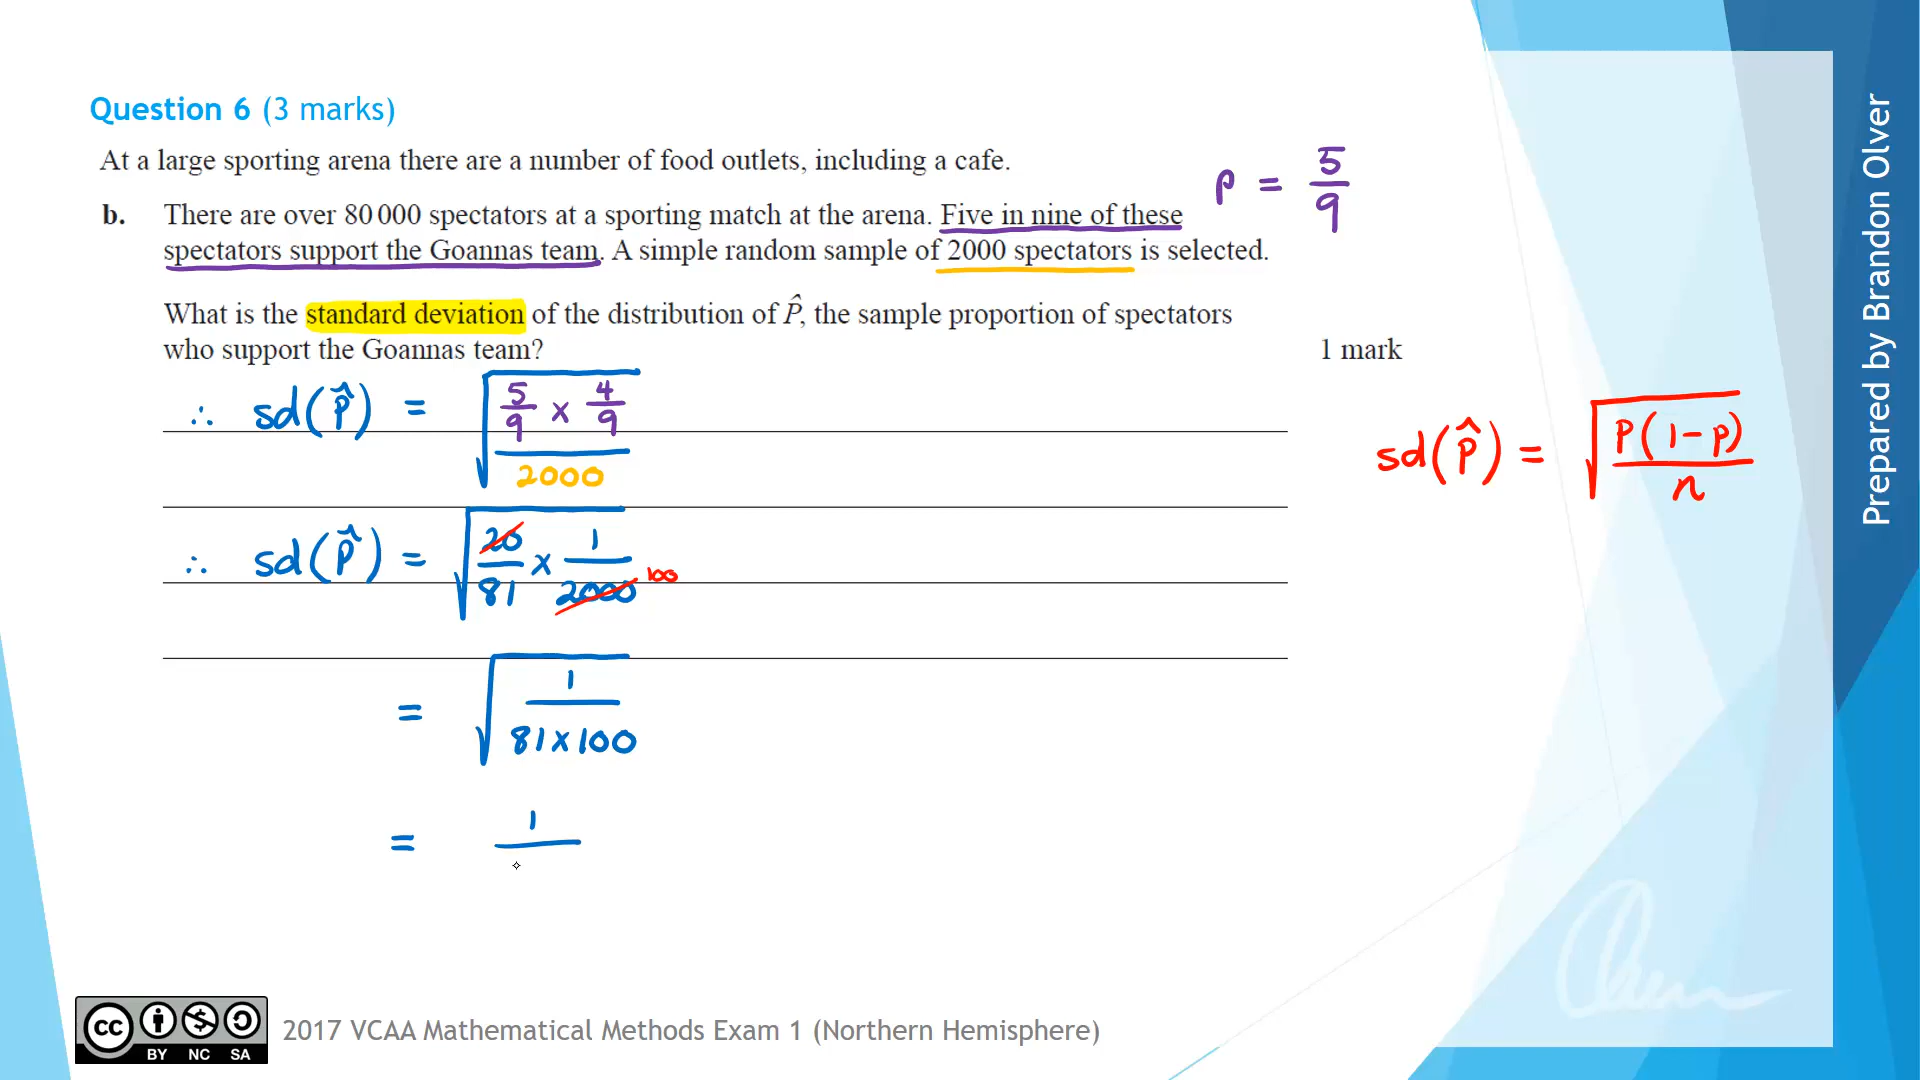 Question 6 (3 marks)
At a large sporting arena there are a number of food outlets, including a cafe.
b. There are over 80 000 spectators at a sporting match at the arena. Five in nine of these
spectators support the Goannas team. A simple random sample of 2000 spectators is selected.
p = 5/9
What is the standard deviation of the distribution of P̂, the sample proportion of spectators
who support the Goannas team?
1 mark
∴ sd(p̂) = √((5/9 × 4/9)/2000)
sd(p̂) = √(p(1-p)/n)
∴ sd(p̂) = √(20/81 × 1/2000) 100
= √(1/(81×100))
= 1/
Prepared by Brandon Olver
cc BY NC SA
2017 VCAA Mathematical Methods Exam 1 (Northern Hemisphere)